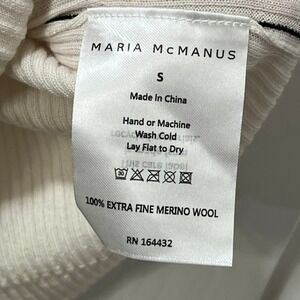 MARIA McMANUS
S
Made in China
Hand or Machine
Wash Cold
Lay Flat to Dry
30
100% EXTRA FINE MERINO WOOL
RN 164432